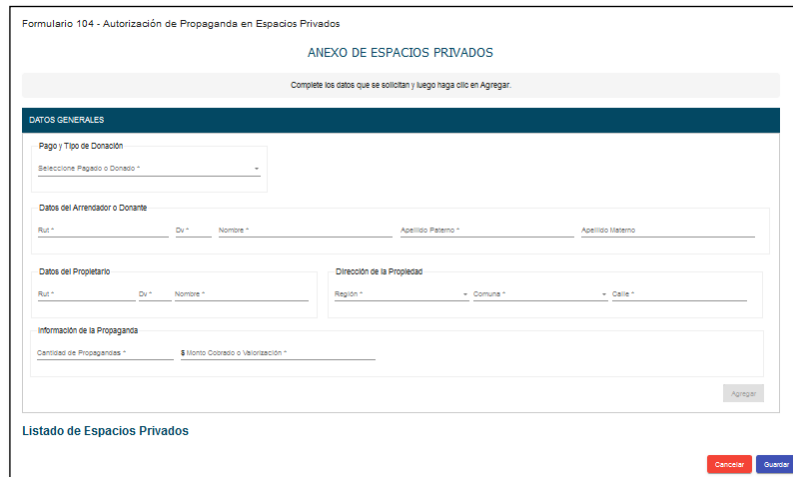 Formulario 104 - Autorización de Propaganda en Espacios Privados
ANEXO DE ESPACIOS PRIVADOS
Complete los datos que se solicitan y luego haga clic en Agregar.
DATOS GENERALES
Pago y Tipo de Donación
Seleccione Pagado o Donado *
Datos del Arrendador o Donante
Rut * Dv * Nombre * Apellido Paterno * Apellido Materno
Datos del Propietario Dirección de la Propiedad
Rut * Dv * Nombre * Región * Comuna * Calle *
Información de la Propaganda
Cantidad de Propagandas * $ Monto Cobrado o Valorización *
Agregar
Listado de Espacios Privados
Cancelar Guardar